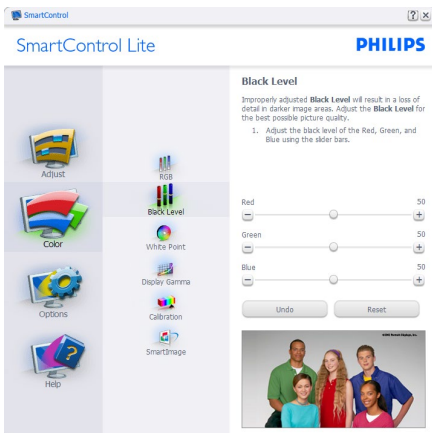 SmartControl
SmartControl Lite
PHILIPS
Adjust
Color
Options
Help
RGB
Black Level
White Point
Display Gamma
Calibration
SmartImage
Black Level
Improperly adjusted Black Level will result in a loss of
detail in darker image areas. Adjust the Black Level for
the best possible picture quality.
1. Adjust the black level of the Red, Green, and
Blue using the slider bars.
Red 50
Green 50
Blue 50
Undo
Reset